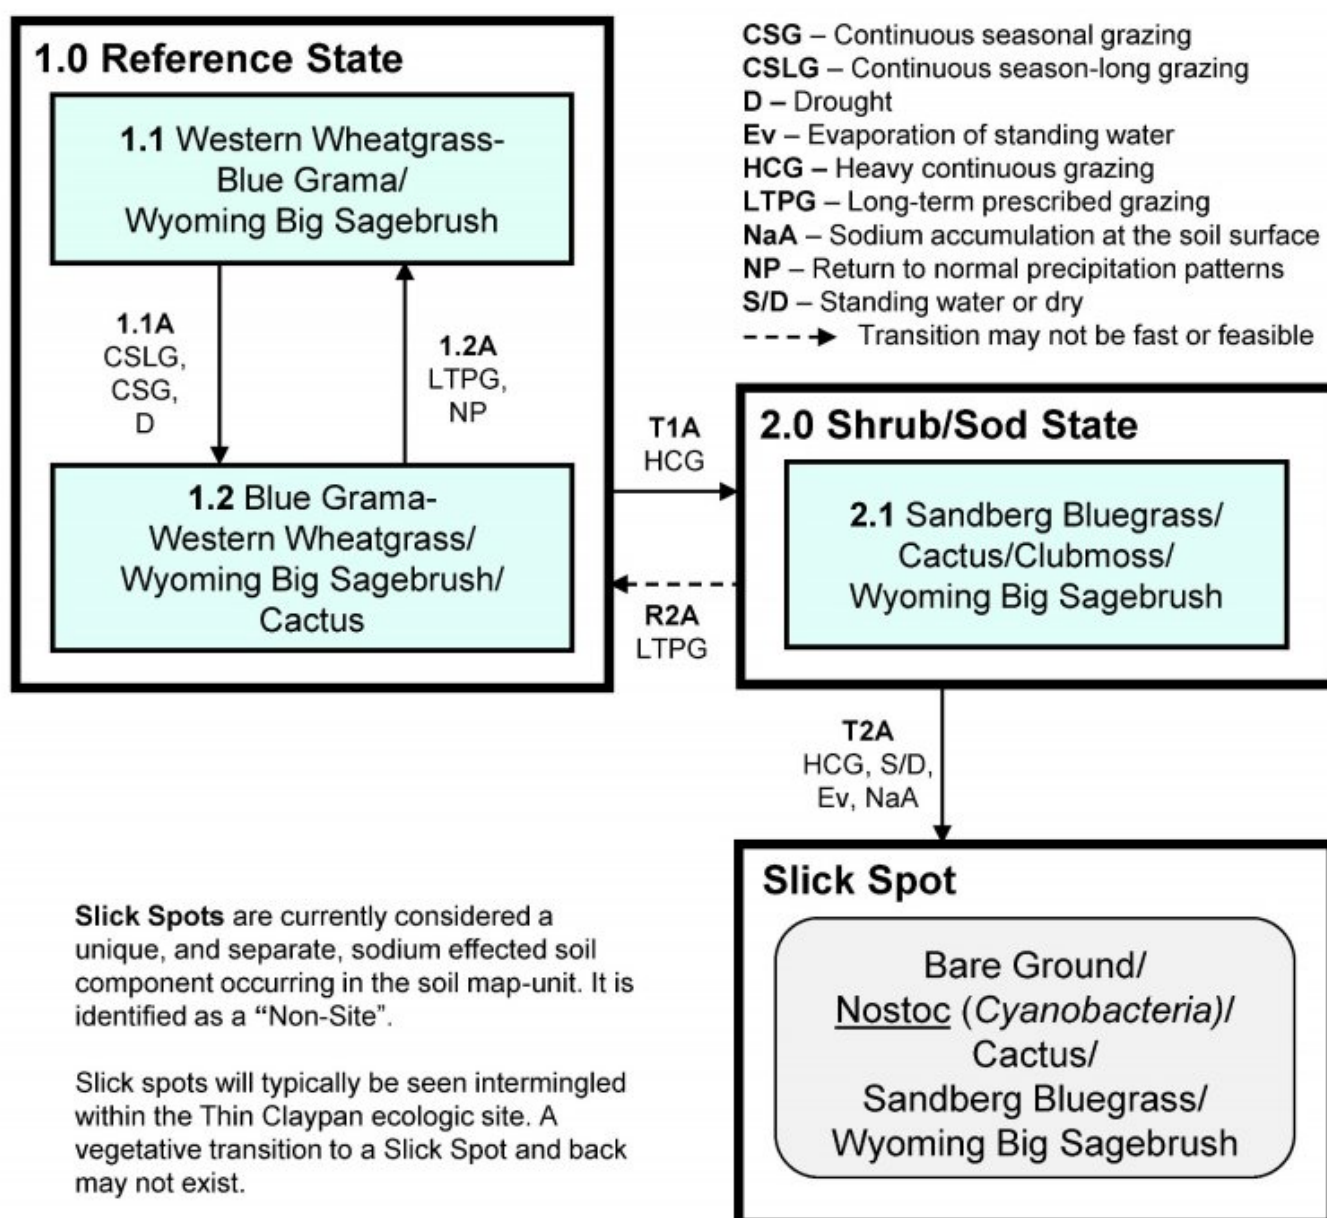 1.0 Reference State
1.1 Western Wheatgrass-
Blue Grama/
Wyoming Big Sagebrush
1.1A
CSLG,
CSG,
D
1.2A
LTPG,
NP
1.2 Blue Grama-
Western Wheatgrass/
Wyoming Big Sagebrush/
Cactus
CSG – Continuous seasonal grazing
CSLG – Continuous season-long grazing
D – Drought
Ev – Evaporation of standing water
HCG – Heavy continuous grazing
LTPG – Long-term prescribed grazing
NaA – Sodium accumulation at the soil surface
NP – Return to normal precipitation patterns
S/D – Standing water or dry
Transition may not be fast or feasible
T1A
HCG
R2A
LTPG
2.0 Shrub/Sod State
2.1 Sandberg Bluegrass/
Cactus/Clubmoss/
Wyoming Big Sagebrush
T2A
HCG, S/D,
Ev, NaA
Slick Spot
Bare Ground/
Nostoc (Cyanobacteria)/
Cactus/
Sandberg Bluegrass/
Wyoming Big Sagebrush
Slick Spots are currently considered a
unique, and separate, sodium effected soil
component occurring in the soil map-unit. It is
identified as a “Non-Site”.
Slick spots will typically be seen intermingled
within the Thin Claypan ecologic site. A
vegetative transition to a Slick Spot and back
may not exist.